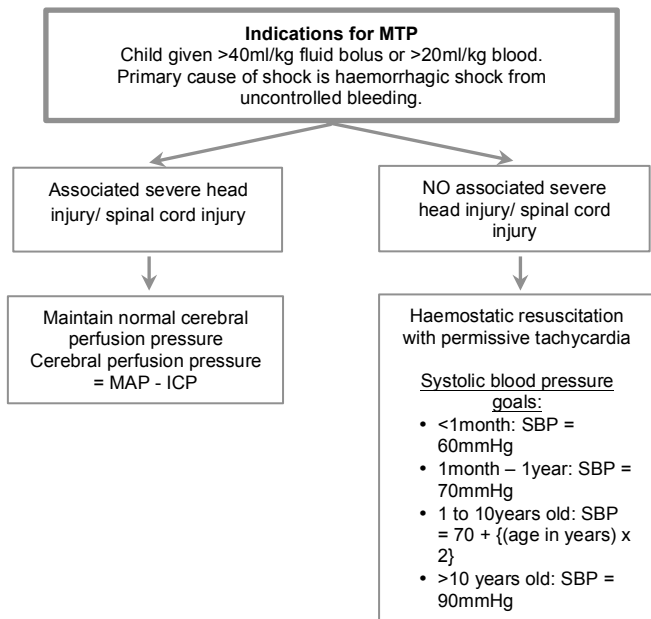 Indications for MTP
Child given >40ml/kg fluid bolus or >20ml/kg blood.
Primary cause of shock is haemorrhagic shock from
uncontrolled bleeding.
Associated severe head
injury/ spinal cord injury
NO associated severe
head injury/ spinal cord
injury
Maintain normal cerebral
perfusion pressure
Cerebral perfusion pressure
= MAP - ICP
Haemostatic resuscitation
with permissive tachycardia
Systolic blood pressure
goals:
• <1month: SBP =
60mmHg
• 1month – 1year: SBP =
70mmHg
• 1 to 10years old: SBP
= 70 + {(age in years) x
2}
• >10 years old: SBP =
90mmHg